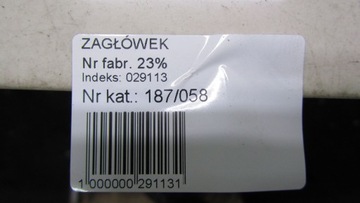 ZAGŁÓWEK
Nr fabr. 23%
Indeks: 029113
Nr kat.: 187/058
1 000000 291131